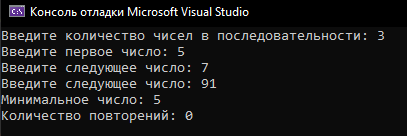 Консоль отладки Microsoft Visual Studio
Введите количество чисел в последовательности: 3
Введите первое число: 5
Введите следующее число: 7
Введите следующее число: 91
Минимальное число: 5
Количество повторений: 0